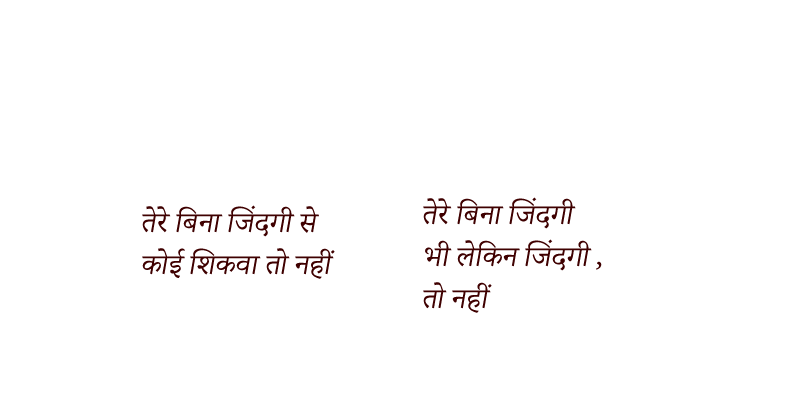 तेरे बिना जिंदगी से
कोई शिकवा तो नहीं
तेरे बिना जिंदगी
भी लेकिन जिंदगी ,
तो नहीं